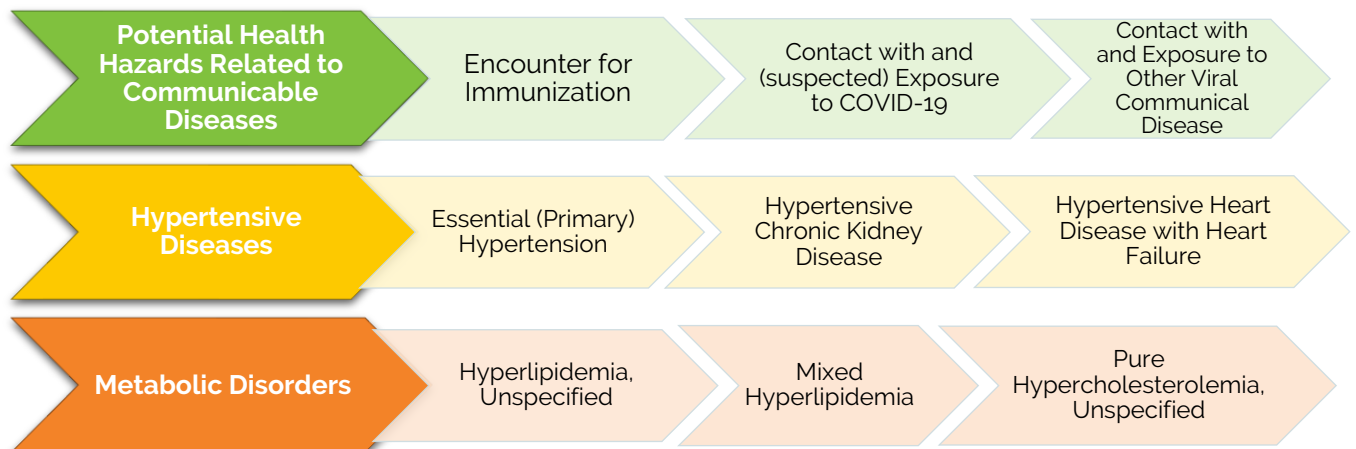 Potential Health
Hazards Related to
Communicable
Diseases
Encounter for
Immunization
Contact with and
(suspected) Exposure
to COVID-19
Contact with
and Exposure to
Other Viral
Communical
Disease
Hypertensive
Diseases
Essential (Primary)
Hypertension
Hypertensive
Chronic Kidney
Disease
Hypertensive Heart
Disease with Heart
Failure
Metabolic Disorders
Hyperlipidemia,
Unspecified
Mixed
Hyperlipidemia
Pure
Hypercholesterolemia,
Unspecified